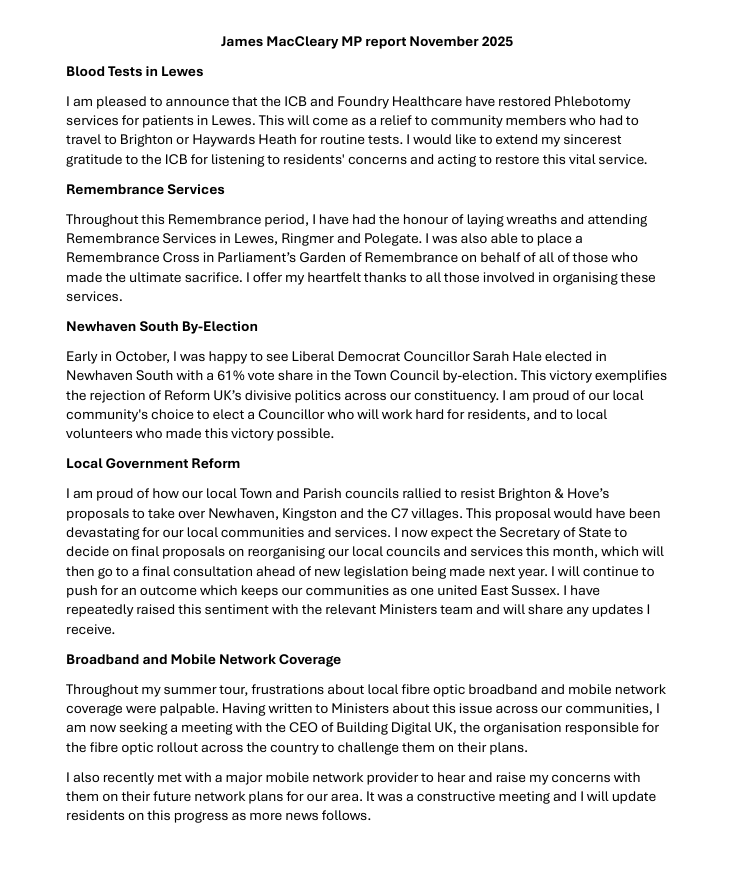 James MacCleary MP report November 2025
Blood Tests in Lewes
I am pleased to announce that the ICB and Foundry Healthcare have restored Phlebotomy
services for patients in Lewes. This will come as a relief to community members who had to
travel to Brighton or Haywards Heath for routine tests. I would like to extend my sincerest
gratitude to the ICB for listening to residents' concerns and acting to restore this vital service.
Remembrance Services
Throughout this Remembrance period, I have had the honour of laying wreaths and attending
Remembrance Services in Lewes, Ringmer and Polegate. I was also able to place a
Remembrance Cross in Parliament’s Garden of Remembrance on behalf of all of those who
made the ultimate sacrifice. I offer my heartfelt thanks to all those involved in organising these
services.
Newhaven South By-Election
Early in October, I was happy to see Liberal Democrat Councillor Sarah Hale elected in
Newhaven South with a 61% vote share in the Town Council by-election. This victory exemplifies
the rejection of Reform UK’s divisive politics across our constituency. I am proud of our local
community's choice to elect a Councillor who will work hard for residents, and to local
volunteers who made this victory possible.
Local Government Reform
I am proud of how our local Town and Parish councils rallied to resist Brighton & Hove’s
proposals to take over Newhaven, Kingston and the C7 villages. This proposal would have been
devastating for our local communities and services. I now expect the Secretary of State to
decide on final proposals on reorganising our local councils and services this month, which will
then go to a final consultation ahead of new legislation being made next year. I will continue to
push for an outcome which keeps our communities as one united East Sussex. I have
repeatedly raised this sentiment with the relevant Ministers team and will share any updates I
receive.
Broadband and Mobile Network Coverage
Throughout my summer tour, frustrations about local fibre optic broadband and mobile network
coverage were palpable. Having written to Ministers about this issue across our communities, I
am now seeking a meeting with the CEO of Building Digital UK, the organisation responsible for
the fibre optic rollout across the country to challenge them on their plans.
I also recently met with a major mobile network provider to hear and raise my concerns with
them on their future network plans for our area. It was a constructive meeting and I will update
residents on this progress as more news follows.